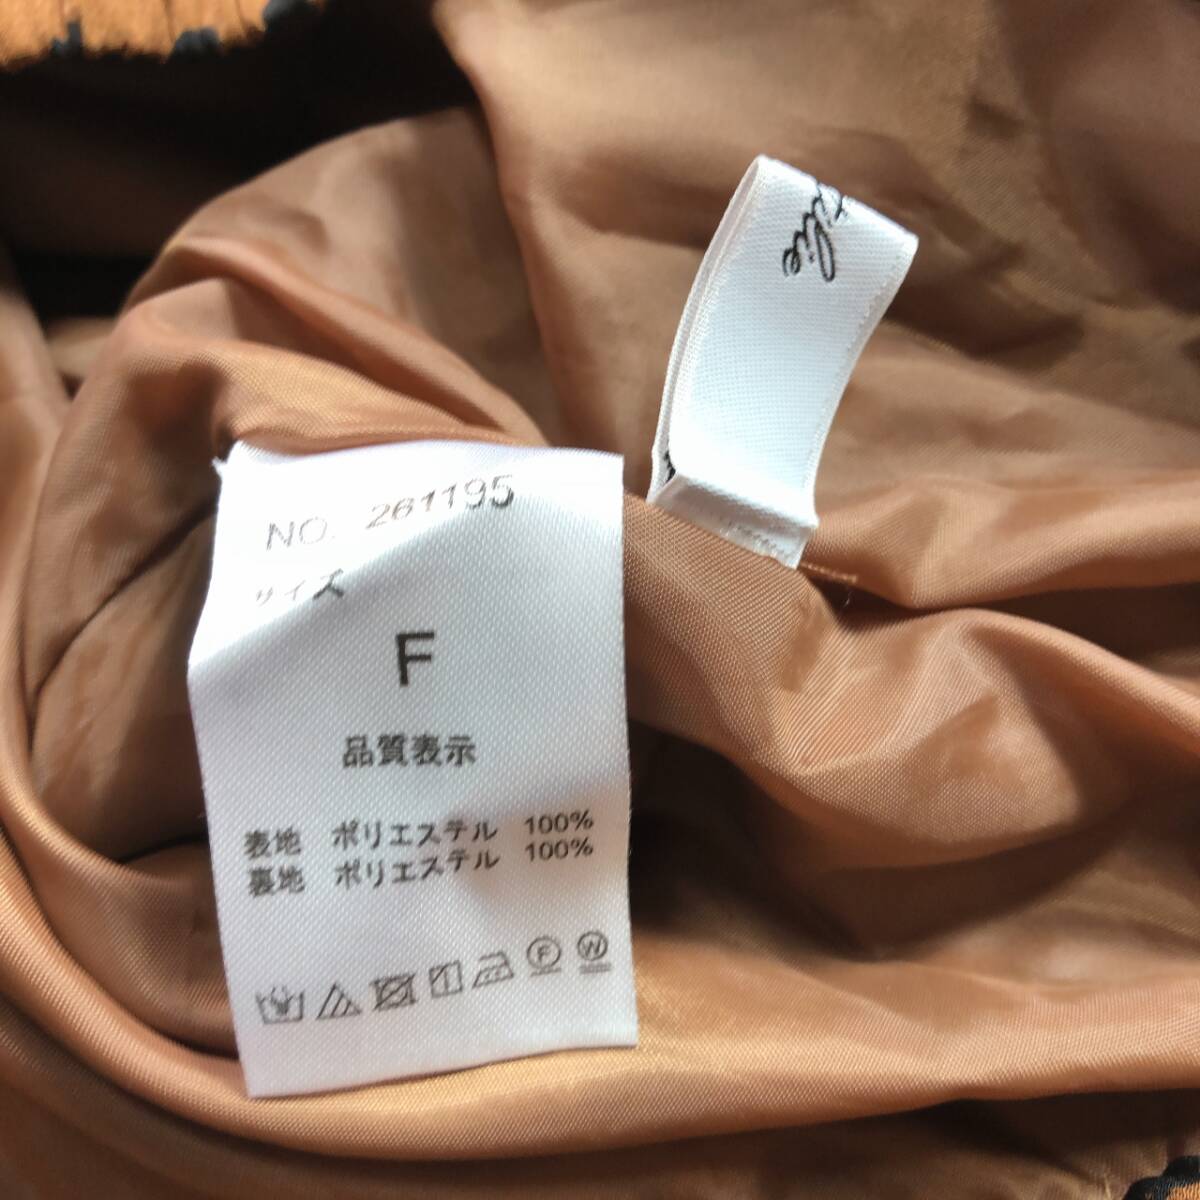 NO. 261195
サイズ
F
品質表示
表地 ポリエステル 100%
裏地 ポリエステル 100%
F W